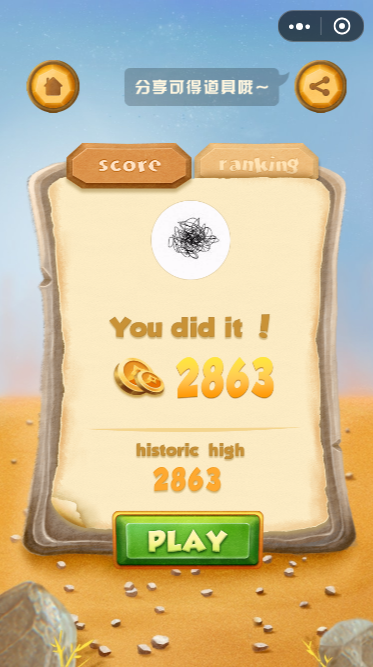 分享可得道具哦~
score
ranking
You did it !
2863
historic high
2863
PLAY